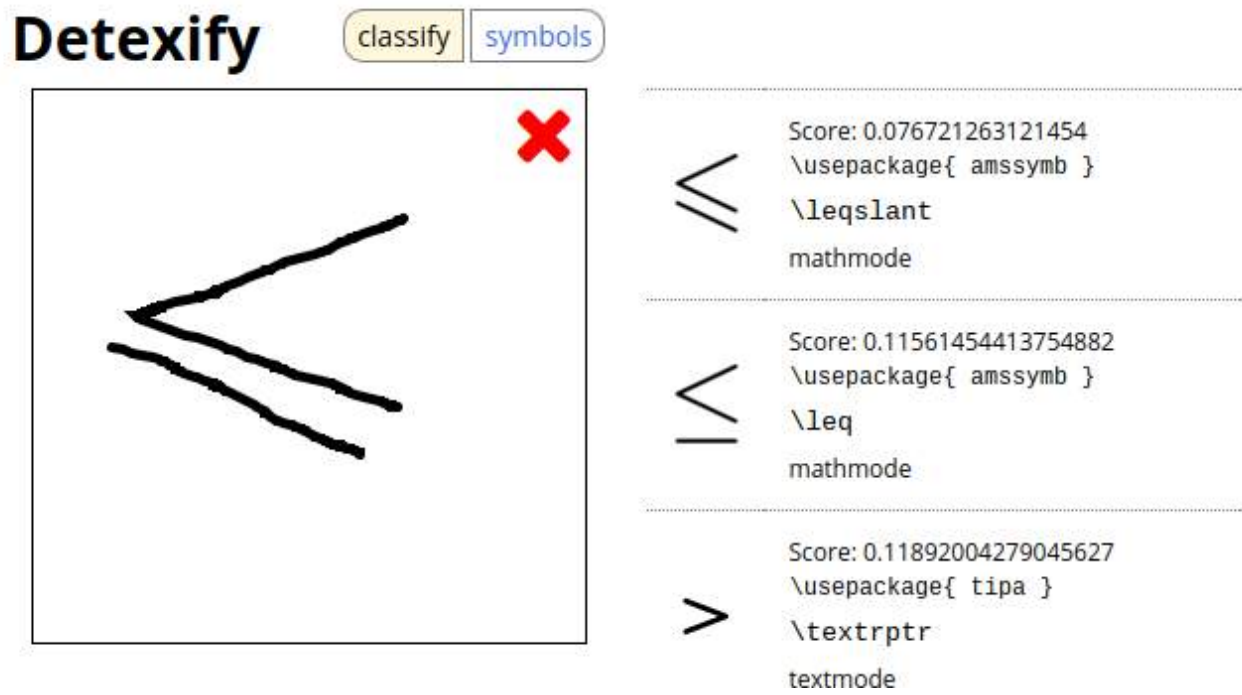 Detexify
classify symbols
Score: 0.076721263121454
\usepackage{ amssymb }
\leqslant
mathmode
Score: 0.11561454413754882
\usepackage{ amssymb }
\leq
mathmode
Score: 0.11892004279045627
\usepackage{ tipa }
\textrptr
textmode